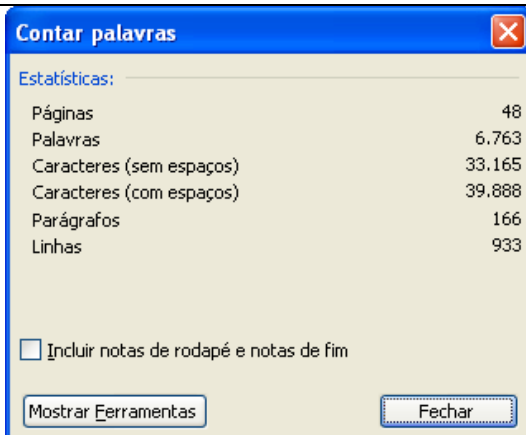 Contar palavras
Estatísticas:
Páginas 48
Palavras 6.763
Caracteres (sem espaços) 33.165
Caracteres (com espaços) 39.888
Parágrafos 166
Linhas 933
Incluir notas de rodapé e notas de fim
Mostrar Ferramentas Fechar